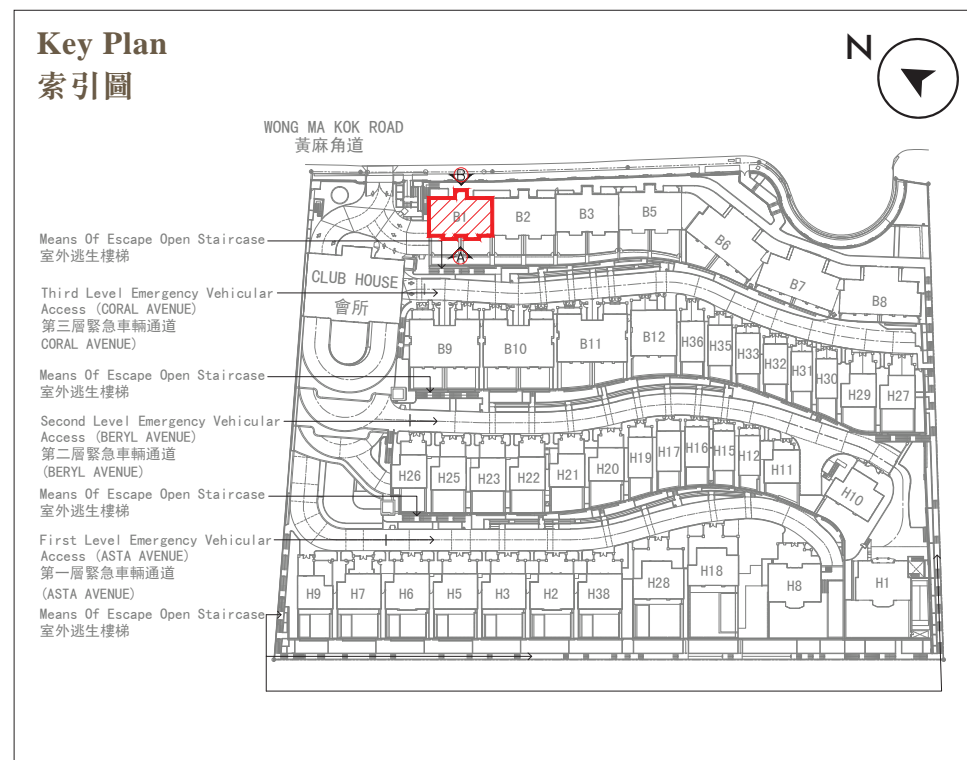 Key Plan
索引圖
N
WONG MA KOK ROAD
黃麻角道
B
B1
B2
B3
B5
A
B6
B7
B8
Means Of Escape Open Staircase
室外逃生樓梯
CLUB HOUSE
會所
Third Level Emergency Vehicular
Access (CORAL AVENUE)
第三層緊急車輛通道
CORAL AVENUE)
B9
B10
B11
B12
H36
H35
H33
H32
H31
H30
H29
H27
Means Of Escape Open Staircase
室外逃生樓梯
Second Level Emergency Vehicular
Access (BERYL AVENUE)
第二層緊急車輛通道
(BERYL AVENUE)
H26
H25
H23
H22
H21
H20
H19
H17
H16
H15
H12
H11
H10
Means Of Escape Open Staircase
室外逃生樓梯
First Level Emergency Vehicular
Access (ASTA AVENUE)
第一層緊急車輛通道
(ASTA AVENUE)
H9
H7
H6
H5
H3
H2
H38
H28
H18
H8
H1
Means Of Escape Open Staircase
室外逃生樓梯